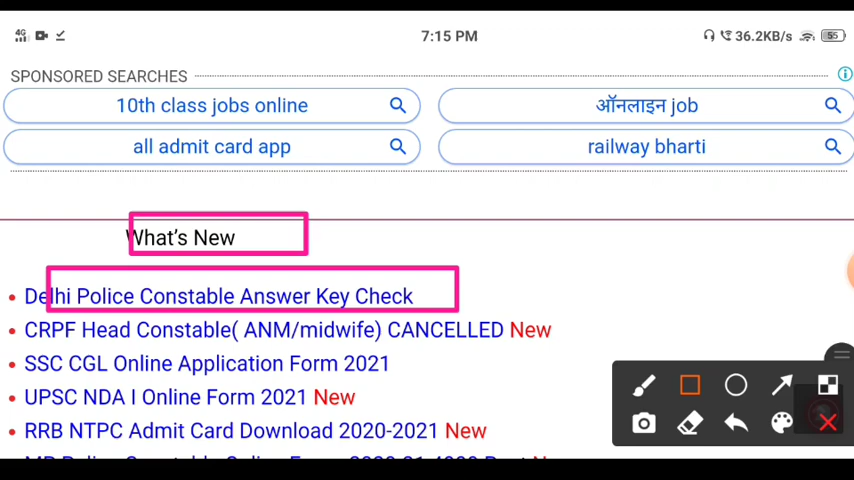 4G 7:15 PM 36.2KB/s 55
SPONSORED SEARCHES
10th class jobs online ऑनलाइन job
all admit card app railway bharti
What's New
Delhi Police Constable Answer Key Check
CRPF Head Constable( ANM/midwife) CANCELLED New
SSC CGL Online Application Form 2021
UPSC NDA I Online Form 2021 New
RRB NTPC Admit Card Download 2020-2021 New